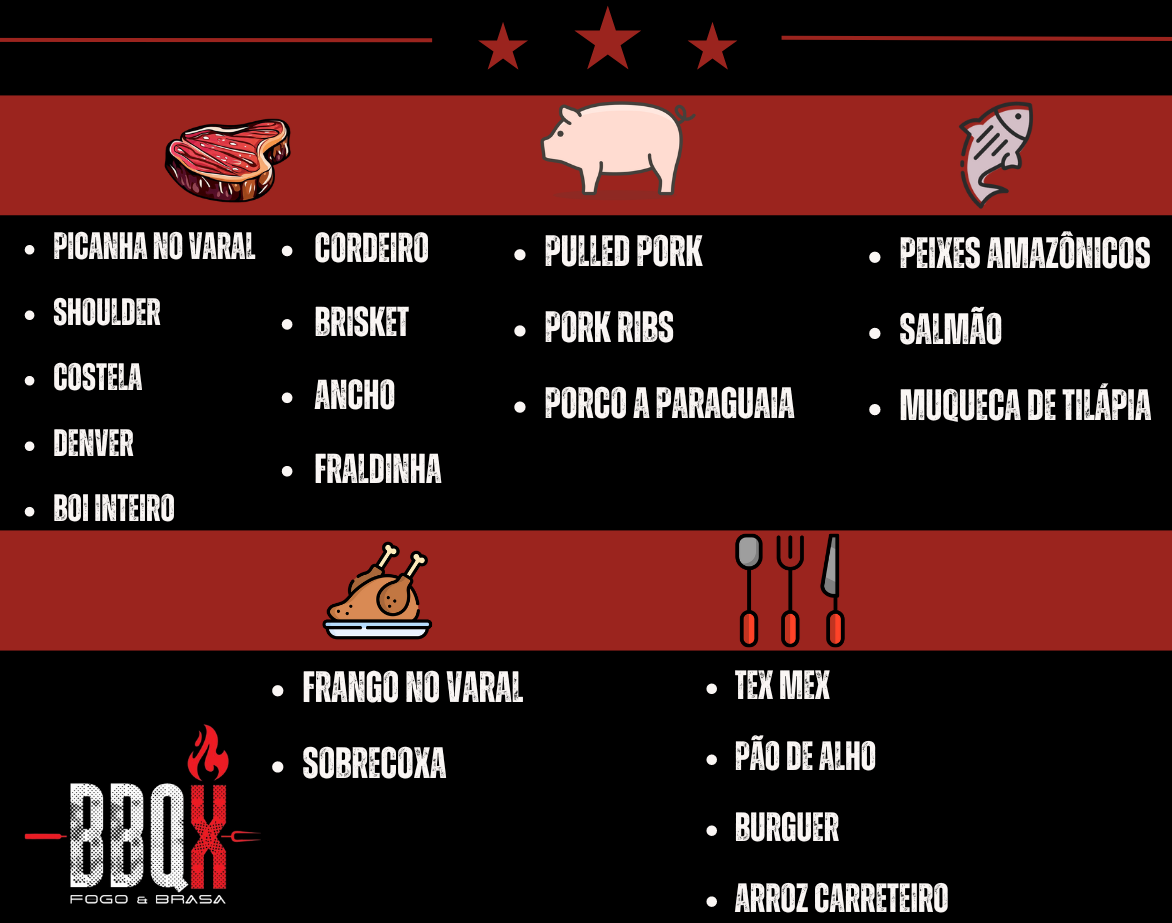 PICANHA NO VARAL
SHOULDER
COSTELA
DENVER
BOI INTEIRO
CORDEIRO
BRISKET
ANCHO
FRALDINHA
PULLED PORK
PORK RIBS
PORCO A PARAGUAIA
PEIXES AMAZÔNICOS
SALMÃO
MUQUECA DE TILÁPIA
FRANGO NO VARAL
SOBRECOXA
TEX MEX
PÃO DE ALHO
BURGUER
ARROZ CARRETEIRO
BBQX
FOGO & BRASA